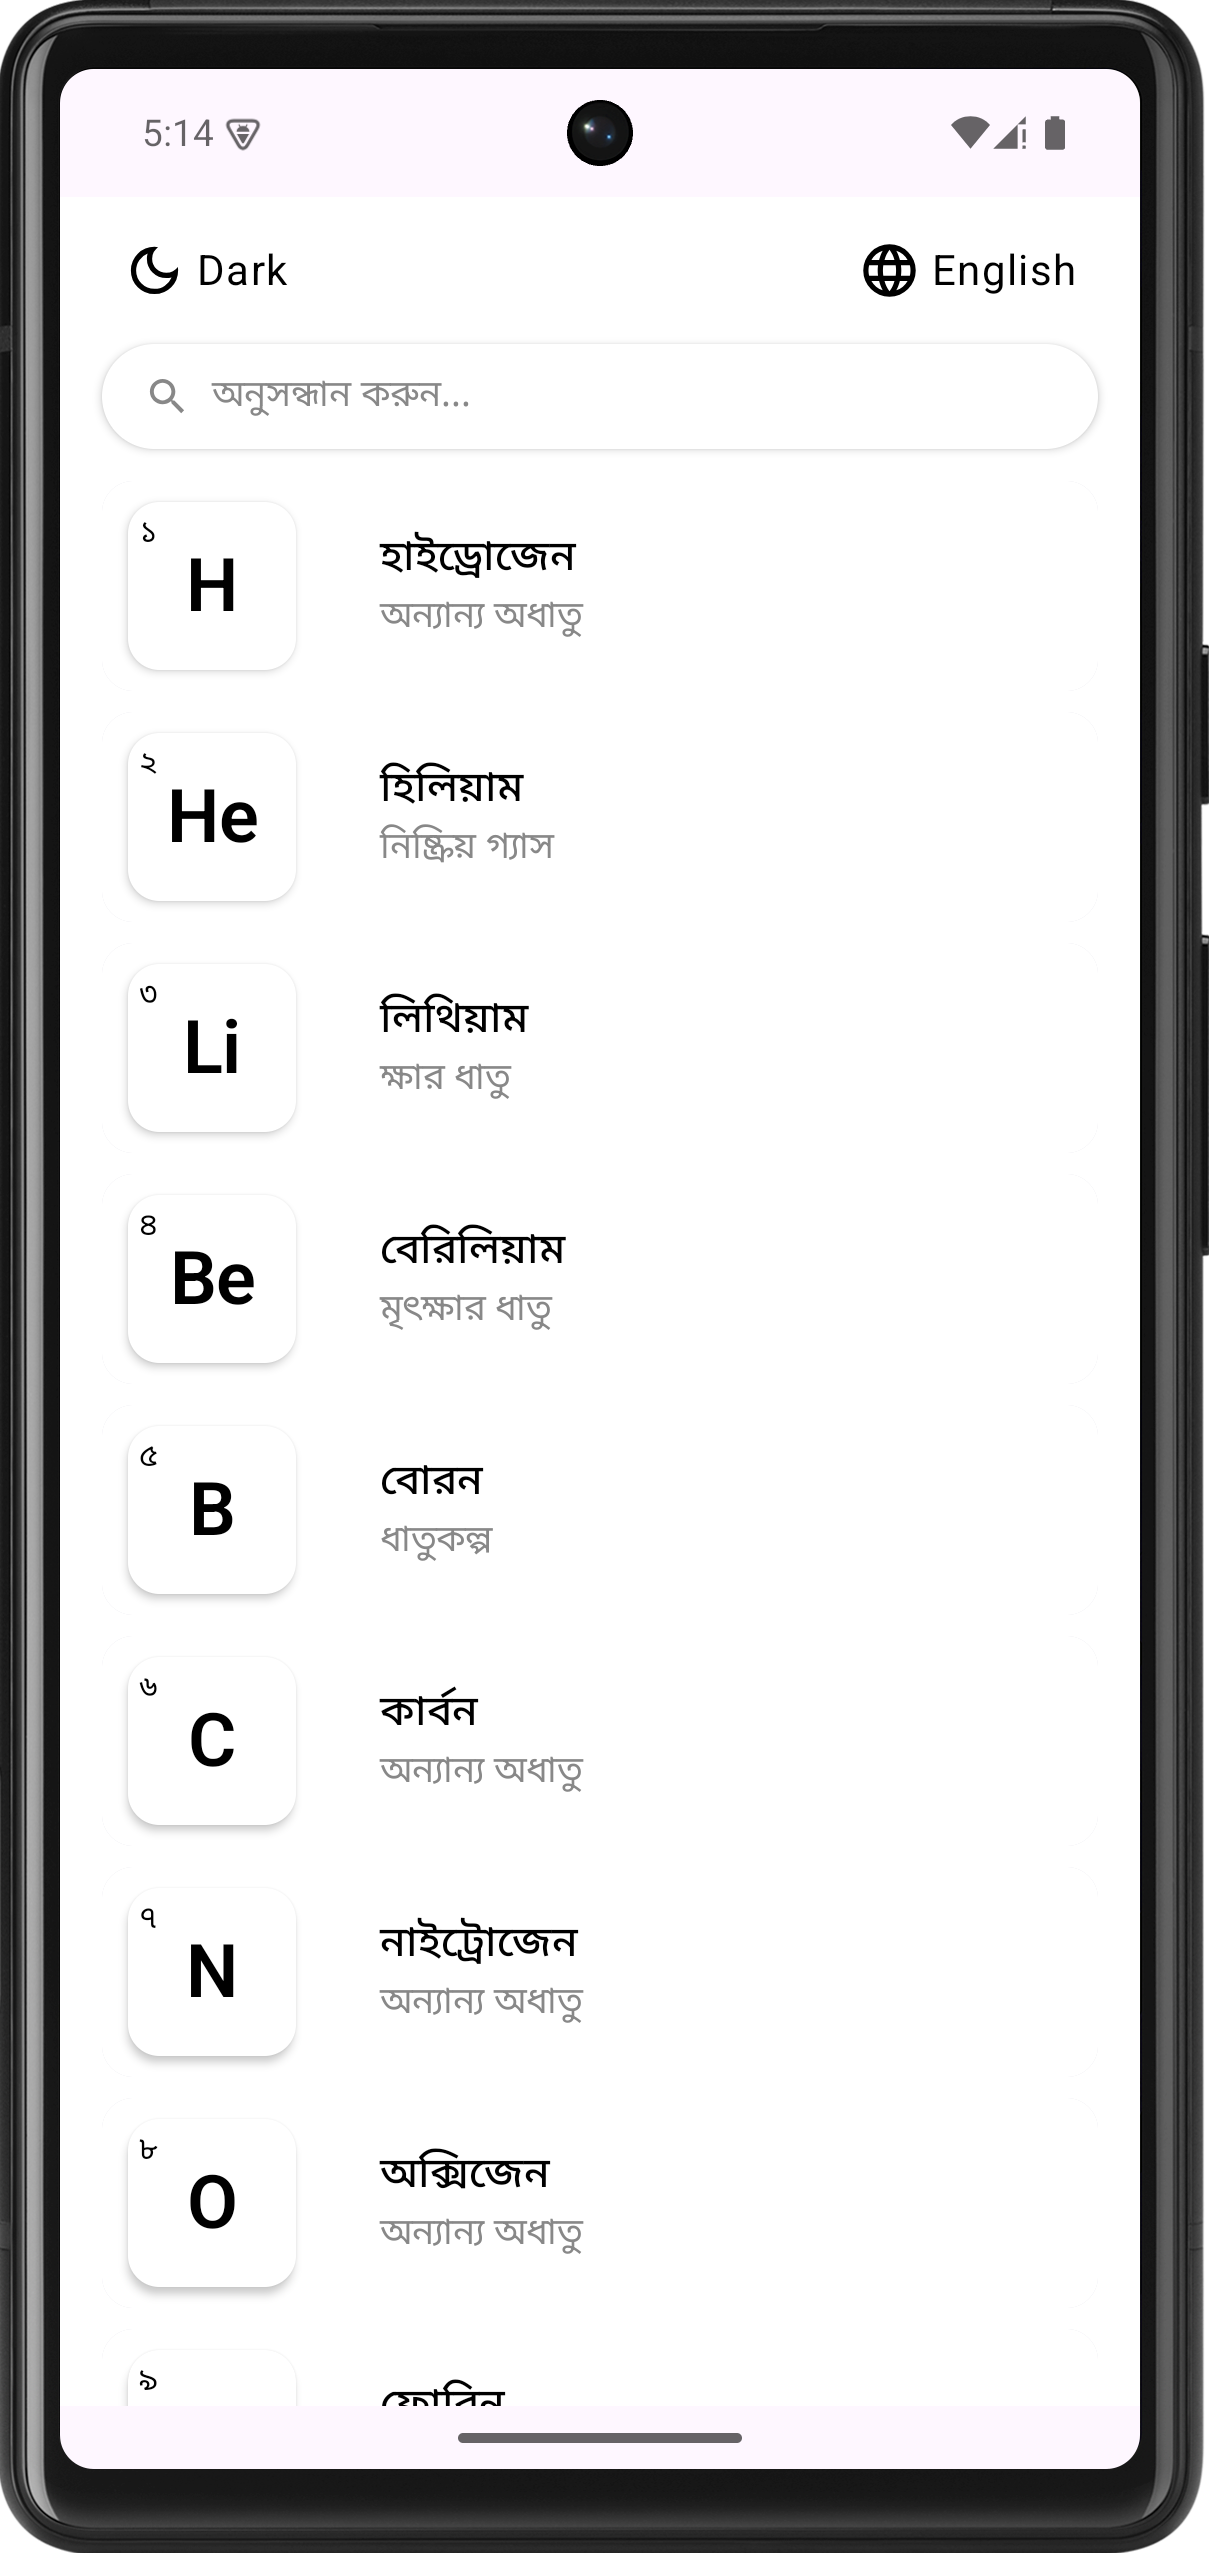 5:14
Dark
English
অনুসন্ধান করুন...
১
H
হাইড্রোজেন
অন্যান্য অধাতু
২
He
হিলিয়াম
নিষ্ক্রিয় গ্যাস
৩
Li
লিথিয়াম
ক্ষার ধাতু
৪
Be
বেরিলিয়াম
মৃৎক্ষার ধাতু
৫
B
বোরন
ধাতুকল্প
৬
C
কার্বন
অন্যান্য অধাতু
৭
N
নাইট্রোজেন
অন্যান্য অধাতু
৮
O
অক্সিজেন
অন্যান্য অধাতু
৯